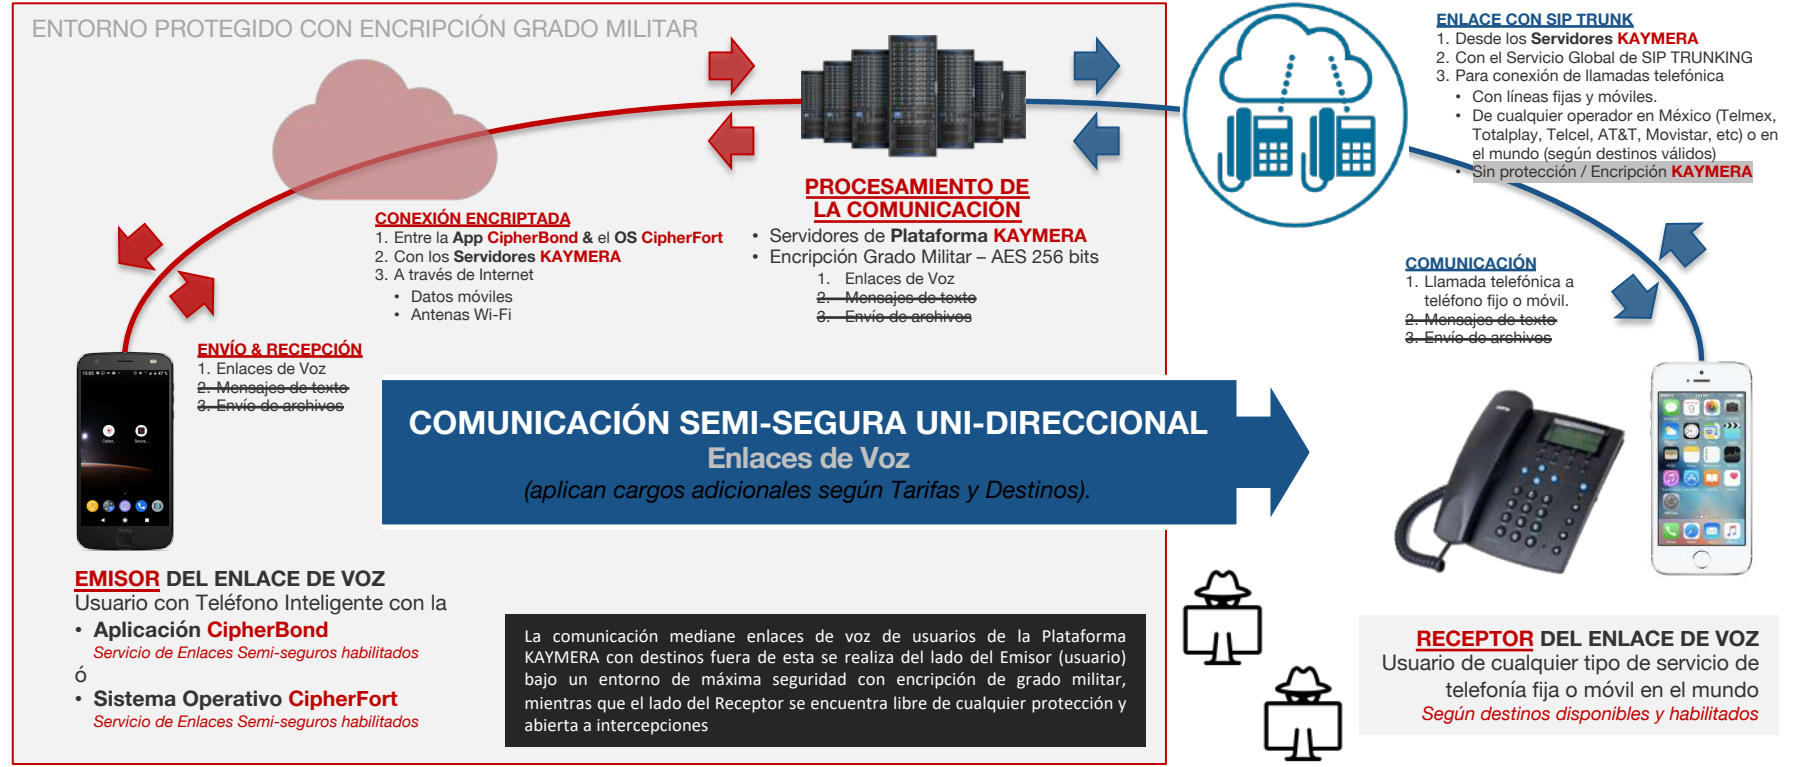 ENTORNO PROTEGIDO CON ENCRIPCIÓN GRADO MILITAR
ENLACE CON SIP TRUNK
1. Desde los Servidores KAYMERA
2. Con el Servicio Global de SIP TRUNKING
3. Para conexión de llamadas telefónica
• Con líneas fijas y móviles.
• De cualquier operador en México (Telmex,
Totalplay, Telcel, AT&T, Movistar, etc) o en
el mundo (según destinos válidos)
• Sin protección / Encripción KAYMERA
PROCESAMIENTO DE
LA COMUNICACIÓN
• Servidores de Plataforma KAYMERA
• Encripción Grado Militar – AES 256 bits
1. Enlaces de Voz
2. Mensajes de texto
3. Envío de archivos
CONEXIÓN ENCRIPTADA
1. Entre la App CipherBond & el OS CipherFort
2. Con los Servidores KAYMERA
3. A través de Internet
• Datos móviles
• Antenas Wi-Fi
COMUNICACIÓN
1. Llamada telefónica a
teléfono fijo o móvil.
2. Mensajes de texto
3. Envío de archivos
ENVÍO & RECEPCIÓN
1. Enlaces de Voz
2. Mensajes de texto
3. Envío de archivos
COMUNICACIÓN SEMI-SEGURA UNI-DIRECCIONAL
Enlaces de Voz
(aplican cargos adicionales según Tarifas y Destinos).
EMISOR DEL ENLACE DE VOZ
Usuario con Teléfono Inteligente con la
• Aplicación CipherBond
Servicio de Enlaces Semi-seguros habilitados
ó
• Sistema Operativo CipherFort
Servicio de Enlaces Semi-seguros habilitados
La comunicación mediane enlaces de voz de usuarios de la Plataforma
KAYMERA con destinos fuera de esta se realiza del lado del Emisor (usuario)
bajo un entorno de máxima seguridad con encripción de grado militar,
mientras que el lado del Receptor se encuentra libre de cualquier protección y
abierta a intercepciones
RECEPTOR DEL ENLACE DE VOZ
Usuario de cualquier tipo de servicio de
telefonía fija o móvil en el mundo
Según destinos disponibles y habilitados